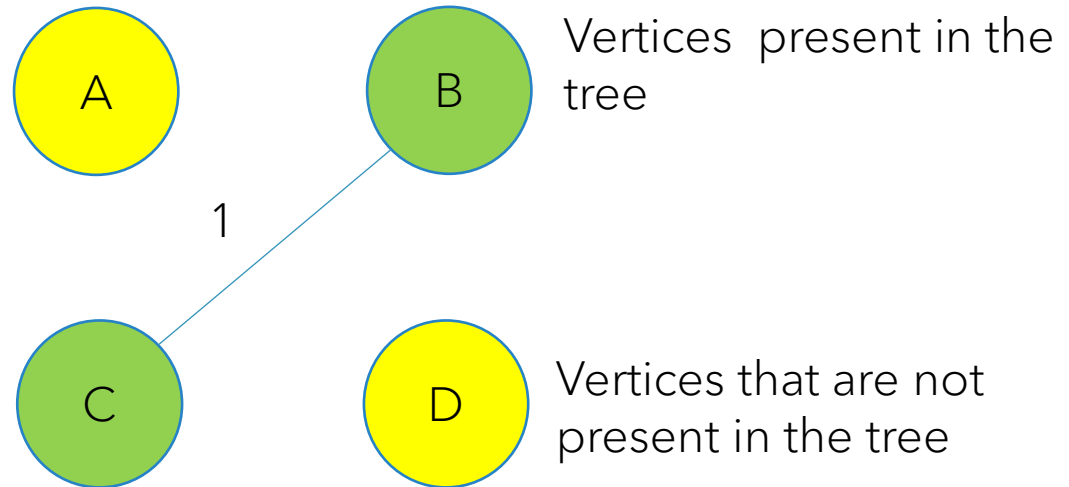 A
B
Vertices present in the
tree
1
C
D
Vertices that are not
present in the tree